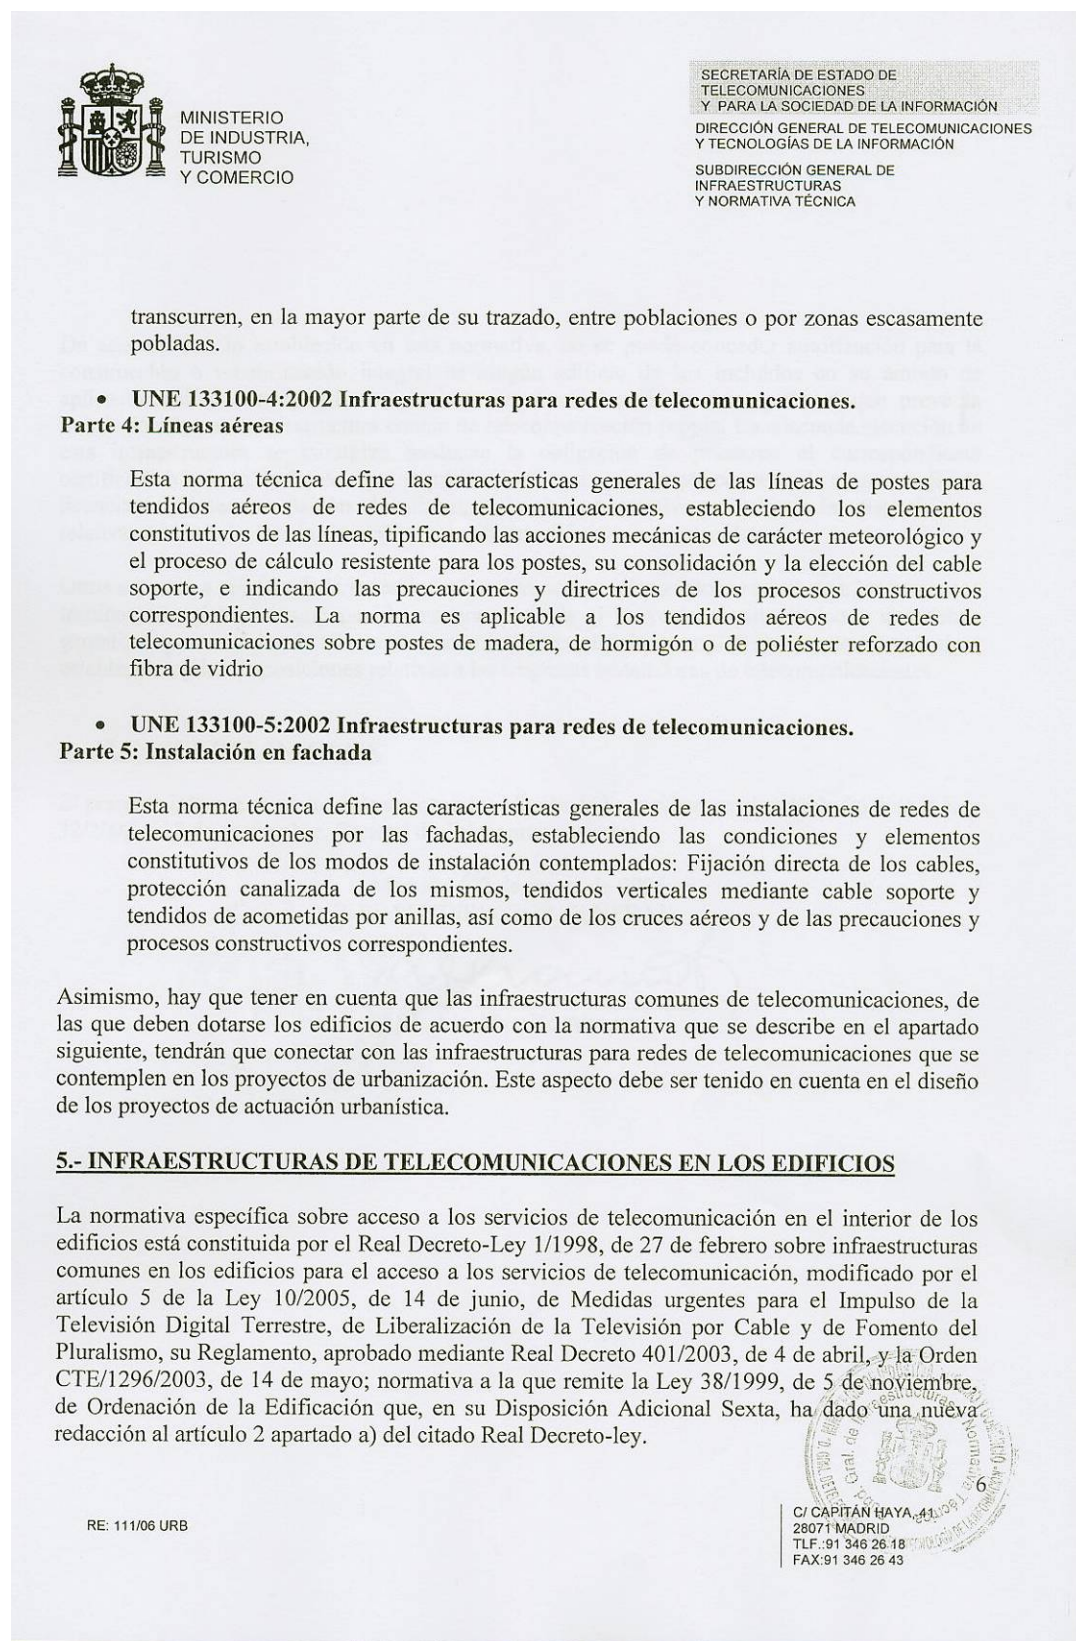 MINISTERIO
DE INDUSTRIA,
TURISMO
Y COMERCIO
SECRETARÍA DE ESTADO DE
TELECOMUNICACIONES
Y PARA LA SOCIEDAD DE LA INFORMACIÓN
DIRECCIÓN GENERAL DE TELECOMUNICACIONES
Y TECNOLOGÍAS DE LA INFORMACIÓN
SUBDIRECCIÓN GENERAL DE
INFRAESTRUCTURAS
Y NORMATIVA TÉCNICA
transcurren, en la mayor parte de su trazado, entre poblaciones o por zonas escasamente
pobladas.
• UNE 133100-4:2002 Infraestructuras para redes de telecomunicaciones.
Parte 4: Líneas aéreas
Esta norma técnica define las características generales de las líneas de postes para
tendidos aéreos de redes de telecomunicaciones, estableciendo los elementos
constitutivos de las líneas, tipificando las acciones mecánicas de carácter meteorológico y
el proceso de cálculo resistente para los postes, su consolidación y la elección del cable
soporte, e indicando las precauciones y directrices de los procesos constructivos
correspondientes. La norma es aplicable a los tendidos aéreos de redes de
telecomunicaciones sobre postes de madera, de hormigón o de poliéster reforzado con
fibra de vidrio
• UNE 133100-5:2002 Infraestructuras para redes de telecomunicaciones.
Parte 5: Instalación en fachada
Esta norma técnica define las características generales de las instalaciones de redes de
telecomunicaciones por las fachadas, estableciendo las condiciones y elementos
constitutivos de los modos de instalación contemplados: Fijación directa de los cables,
protección canalizada de los mismos, tendidos verticales mediante cable soporte y
tendidos de acometidas por anillas, así como de los cruces aéreos y de las precauciones y
procesos constructivos correspondientes.
Asimismo, hay que tener en cuenta que las infraestructuras comunes de telecomunicaciones, de
las que deben dotarse los edificios de acuerdo con la normativa que se describe en el apartado
siguiente, tendrán que conectar con las infraestructuras para redes de telecomunicaciones que se
contemplen en los proyectos de urbanización. Este aspecto debe ser tenido en cuenta en el diseño
de los proyectos de actuación urbanística.
5.- INFRAESTRUCTURAS DE TELECOMUNICACIONES EN LOS EDIFICIOS
La normativa específica sobre acceso a los servicios de telecomunicación en el interior de los
edificios está constituida por el Real Decreto-Ley 1/1998, de 27 de febrero sobre infraestructuras
comunes en los edificios para el acceso a los servicios de telecomunicación, modificado por el
artículo 5 de la Ley 10/2005, de 14 de junio, de Medidas urgentes para el Impulso de la
Televisión Digital Terrestre, de Liberalización de la Televisión por Cable y de Fomento del
Pluralismo, su Reglamento, aprobado mediante Real Decreto 401/2003, de 4 de abril, y la Orden
CTE/1296/2003, de 14 de mayo; normativa a la que remite la Ley 38/1999, de 5 de noviembre,
de Ordenación de la Edificación que, en su Disposición Adicional Sexta, ha dado una nueva
redacción al artículo 2 apartado a) del citado Real Decreto-ley.
6
RE: 111/06 URB
C/ CAPITÁN HAYA, 41
28071 MADRID
TLF.:91 346 26 18
FAX:91 346 26 43